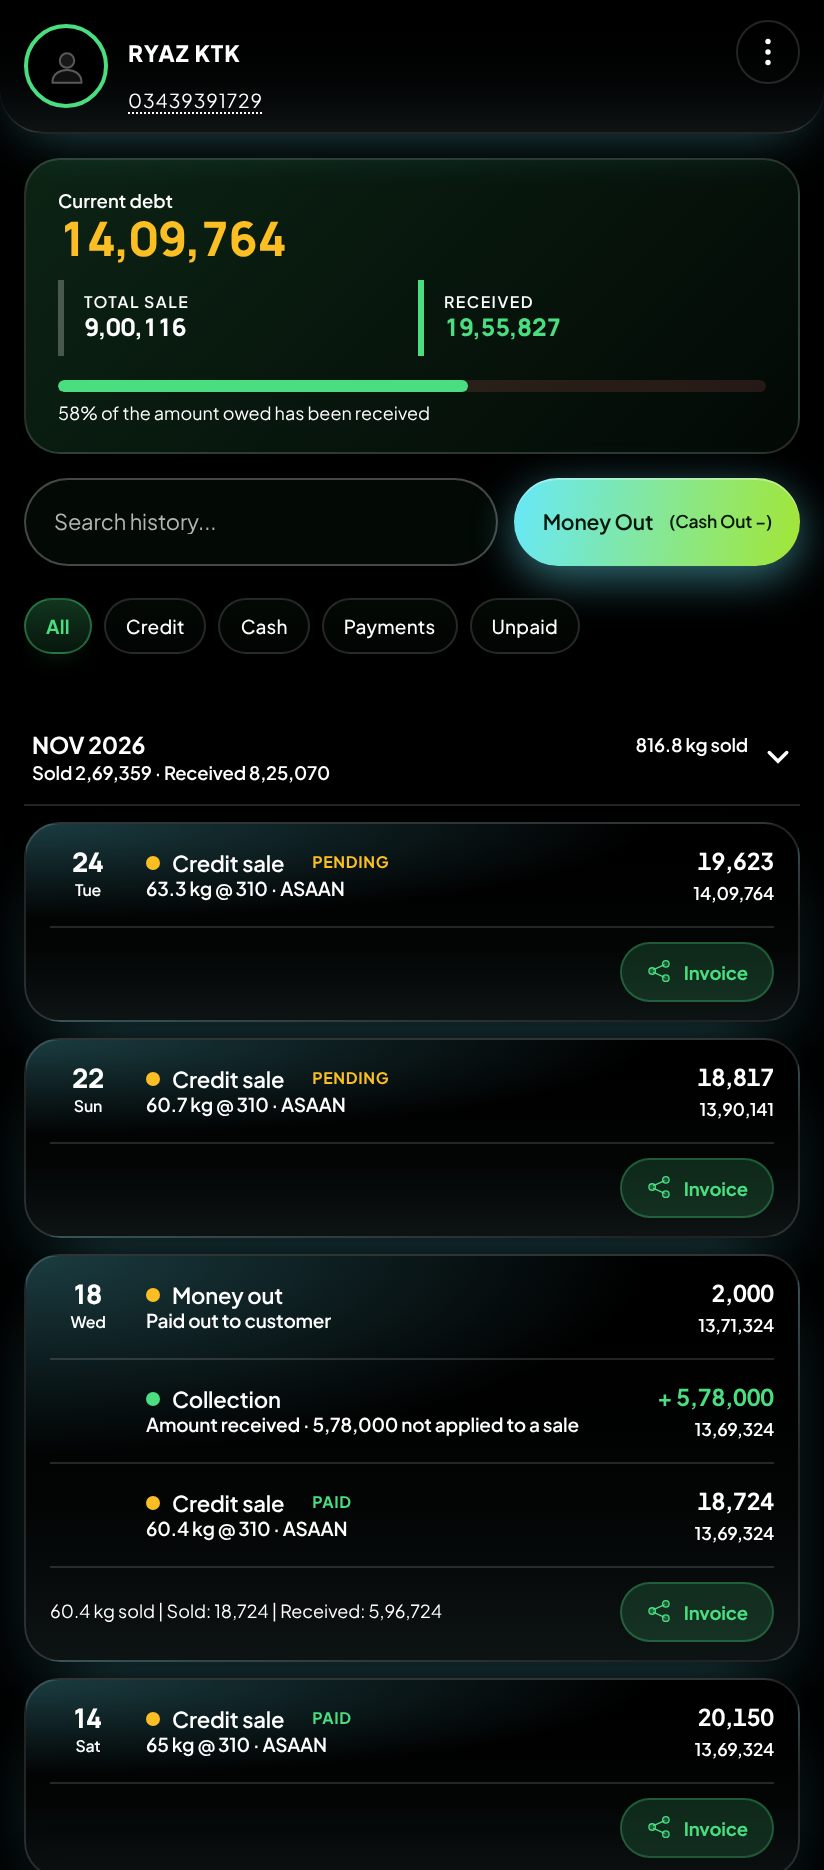 RYAZ KTK
03439391729
Current debt
14,09,764
TOTAL SALE
9,00,116
RECEIVED
19,55,827
58% of the amount owed has been received
Search history...
Money Out (Cash Out –)
All
Credit
Cash
Payments
Unpaid
NOV 2026
816.8 kg sold
Sold 2,69,359 · Received 8,25,070
24
Tue
Credit sale PENDING
63.3 kg @ 310 · ASAAN
19,623
14,09,764
Invoice
22
Sun
Credit sale PENDING
60.7 kg @ 310 · ASAAN
18,817
13,90,141
Invoice
18
Wed
Money out
Paid out to customer
2,000
13,71,324
Collection
Amount received · 5,78,000 not applied to a sale
+ 5,78,000
13,69,324
Credit sale PAID
60.4 kg @ 310 · ASAAN
18,724
13,69,324
60.4 kg sold | Sold: 18,724 | Received: 5,96,724
Invoice
14
Sat
Credit sale PAID
65 kg @ 310 · ASAAN
20,150
13,69,324
Invoice